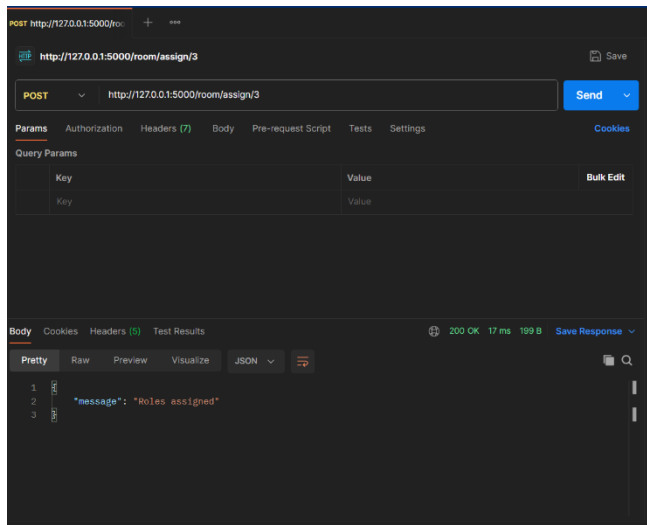 POST http://127.0.0.1:5000/roo
HTTP http://127.0.0.1:5000/room/assign/3 Save
POST http://127.0.0.1:5000/room/assign/3 Send
Params Authorization Headers (7) Body Pre-request Script Tests Settings Cookies
Query Params
Key Value Bulk Edit
Key Value
Body Cookies Headers (5) Test Results 200 OK 17 ms 199 B Save Response
Pretty Raw Preview Visualize JSON
1 {
2 "message": "Roles assigned"
3 }